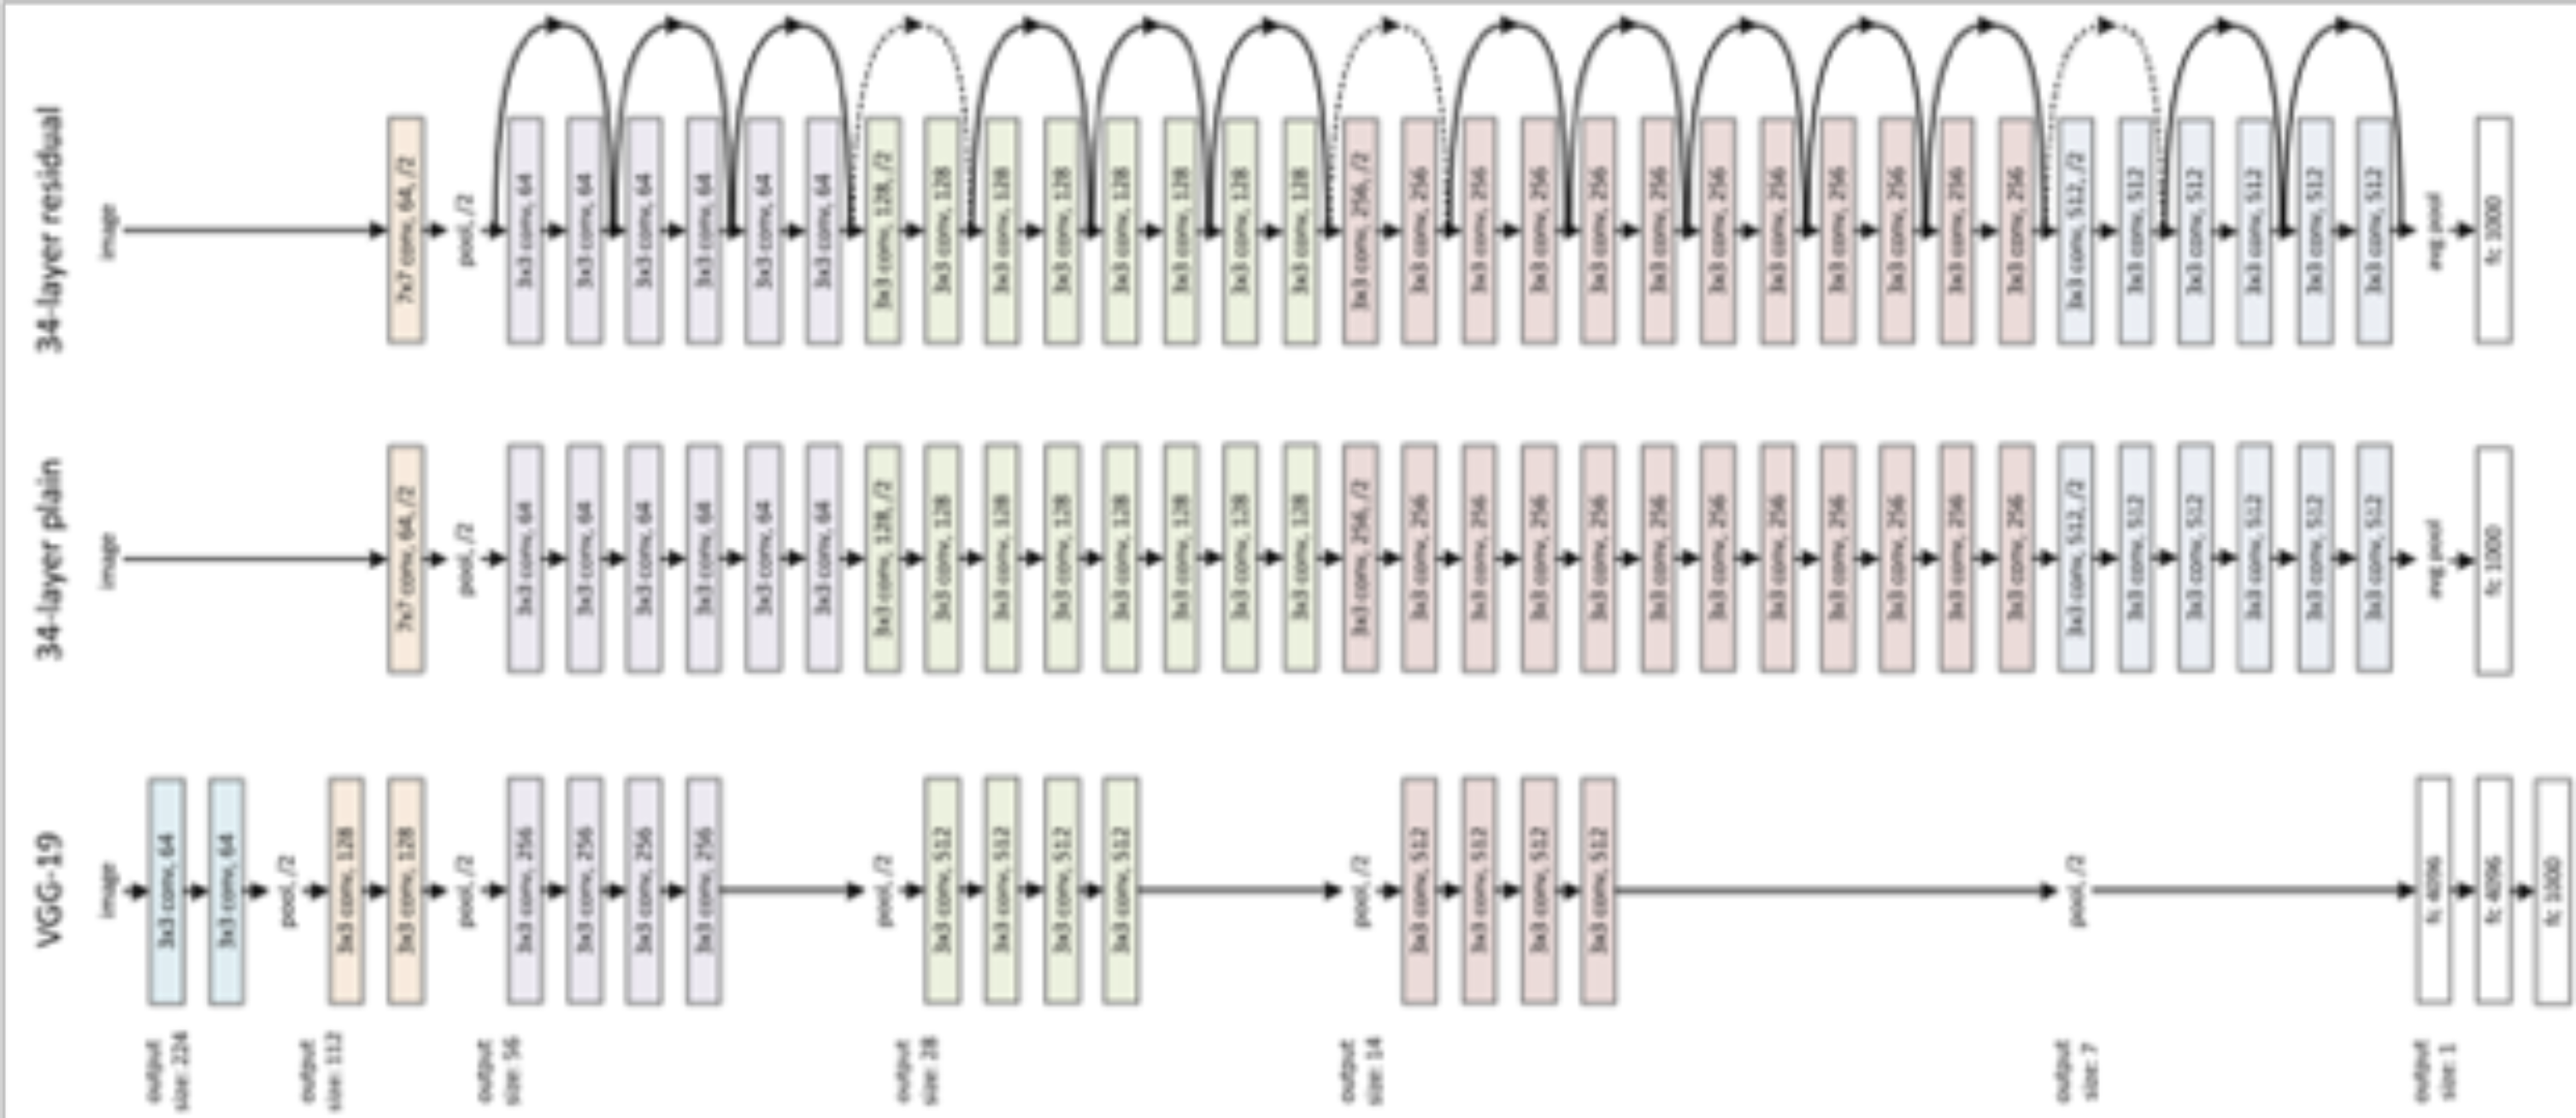 output
size: 224
output
size: 112
output
size: 56
output
size: 28
output
size: 14
output
size: 7
output
size: 1
VGG-19
image
3x3 conv, 64
3x3 conv, 64
pool, /2
3x3 conv, 128
3x3 conv, 128
pool, /2
3x3 conv, 256
3x3 conv, 256
3x3 conv, 256
3x3 conv, 256
pool, /2
3x3 conv, 512
3x3 conv, 512
3x3 conv, 512
3x3 conv, 512
pool, /2
3x3 conv, 512
3x3 conv, 512
3x3 conv, 512
3x3 conv, 512
pool, /2
fc 4096
fc 4096
fc 1000
34-layer plain
image
7x7 conv, 64, /2
pool, /2
3x3 conv, 64
3x3 conv, 64
3x3 conv, 64
3x3 conv, 64
3x3 conv, 64
3x3 conv, 64
3x3 conv, 128, /2
3x3 conv, 128
3x3 conv, 128
3x3 conv, 128
3x3 conv, 128
3x3 conv, 128
3x3 conv, 128
3x3 conv, 128
3x3 conv, 256, /2
3x3 conv, 256
3x3 conv, 256
3x3 conv, 256
3x3 conv, 256
3x3 conv, 256
3x3 conv, 256
3x3 conv, 256
3x3 conv, 256
3x3 conv, 256
3x3 conv, 256
3x3 conv, 256
3x3 conv, 512, /2
3x3 conv, 512
3x3 conv, 512
3x3 conv, 512
3x3 conv, 512
3x3 conv, 512
avg pool
fc 1000
34-layer residual
image
7x7 conv, 64, /2
pool, /2
3x3 conv, 64
3x3 conv, 64
3x3 conv, 64
3x3 conv, 64
3x3 conv, 64
3x3 conv, 64
3x3 conv, 128, /2
3x3 conv, 128
3x3 conv, 128
3x3 conv, 128
3x3 conv, 128
3x3 conv, 128
3x3 conv, 128
3x3 conv, 128
3x3 conv, 256, /2
3x3 conv, 256
3x3 conv, 256
3x3 conv, 256
3x3 conv, 256
3x3 conv, 256
3x3 conv, 256
3x3 conv, 256
3x3 conv, 256
3x3 conv, 256
3x3 conv, 256
3x3 conv, 256
3x3 conv, 512, /2
3x3 conv, 512
3x3 conv, 512
3x3 conv, 512
3x3 conv, 512
3x3 conv, 512
avg pool
fc 1000